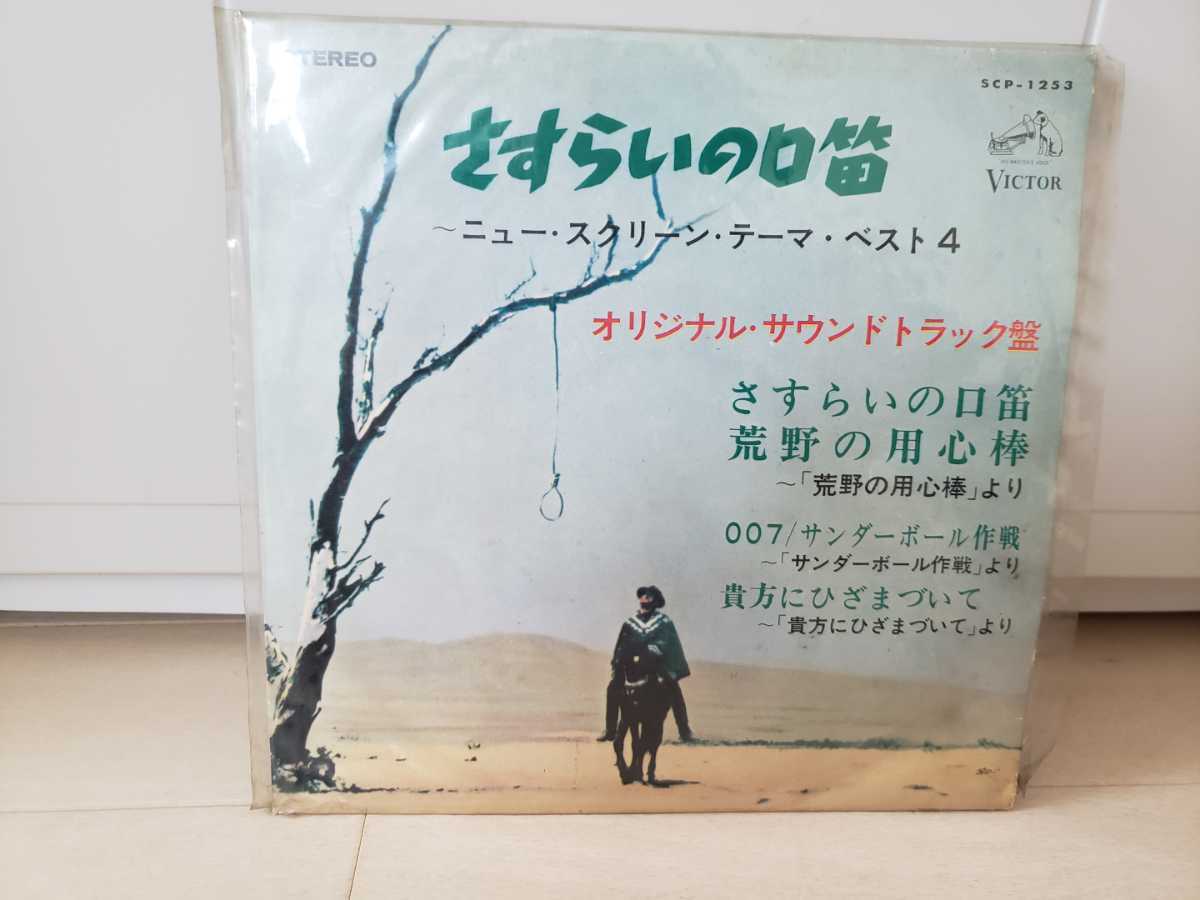 STEREO
SCP-1253
さすらいの口笛
"HIS MASTER'S VOICE"
VICTOR
～ニュー・スクリーン・テーマ・ベスト4
オリジナル・サウンドトラック盤
さすらいの口笛
荒野の用心棒
～「荒野の用心棒」より
007/サンダーボール作戦
～「サンダーボール作戦」より
貴方にひざまづいて
～「貴方にひざまづいて」より